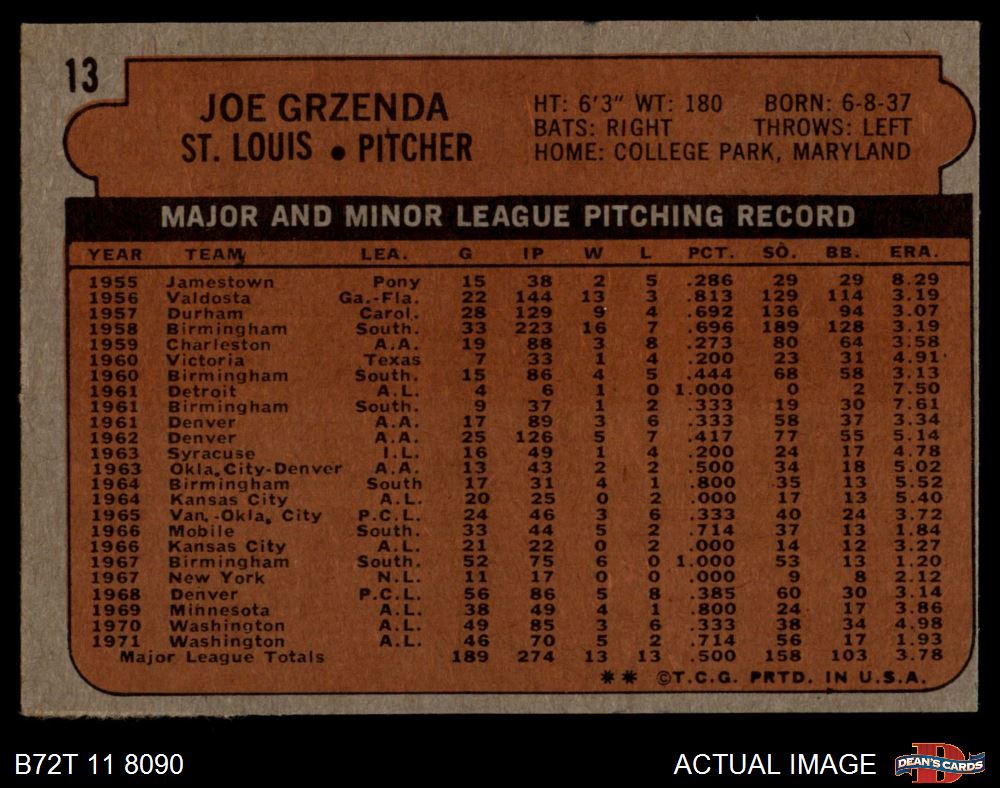 13
JOE GRZENDA
ST. LOUIS • PITCHER
HT: 6'3" WT: 180 BORN: 6-8-37
BATS: RIGHT THROWS: LEFT
HOME: COLLEGE PARK, MARYLAND
MAJOR AND MINOR LEAGUE PITCHING RECORD
YEAR TEAM LEA. G IP W L PCT. SO. BB. ERA.
1955 Jamestown Pony 15 38 2 5 .286 29 29 8.29
1956 Valdosta Ga.-Fla. 22 144 13 3 .813 129 114 3.19
1957 Durham Carol. 28 129 9 4 .692 136 94 3.07
1958 Birmingham South. 33 223 16 7 .696 189 128 3.19
1959 Charleston A.A. 19 88 3 8 .273 80 64 3.58
1960 Victoria Texas 7 33 1 4 .200 23 31 4.91
1960 Birmingham South. 15 86 4 5 .444 68 58 3.13
1961 Detroit A.L. 4 6 1 0 1.000 0 2 7.50
1961 Birmingham South. 9 37 1 2 .333 19 30 7.61
1961 Denver A.A. 17 89 3 6 .333 58 37 3.34
1962 Denver A.A. 25 126 5 7 .417 77 55 5.14
1963 Syracuse I.L. 16 49 1 4 .200 24 17 4.78
1963 Okla.City-Denver A.A. 13 43 2 2 .500 34 18 5.02
1964 Birmingham South 17 31 4 1 .800 35 13 5.52
1964 Kansas City A.L. 20 25 0 2 .000 17 13 5.40
1965 Van.-Okla. City P.C.L. 24 46 3 6 .333 40 24 3.72
1966 Mobile South. 33 44 5 2 .714 37 13 1.84
1966 Kansas City A.L. 21 22 0 2 .000 14 12 3.27
1967 Birmingham South. 52 75 6 0 1.000 53 13 1.20
1967 New York N.L. 11 17 0 0 .000 9 8 2.12
1968 Denver P.C.L. 56 86 5 8 .385 60 30 3.14
1969 Minnesota A.L. 38 49 4 1 .800 24 17 3.86
1970 Washington A.L. 49 85 3 6 .333 38 34 4.98
1971 Washington A.L. 46 70 5 2 .714 56 17 1.93
Major League Totals 189 274 13 13 .500 158 103 3.78
** ©T.C.G. PRTD. IN U.S.A.
B72T 11 8090 ACTUAL IMAGE
D
DEAN'S CARDS